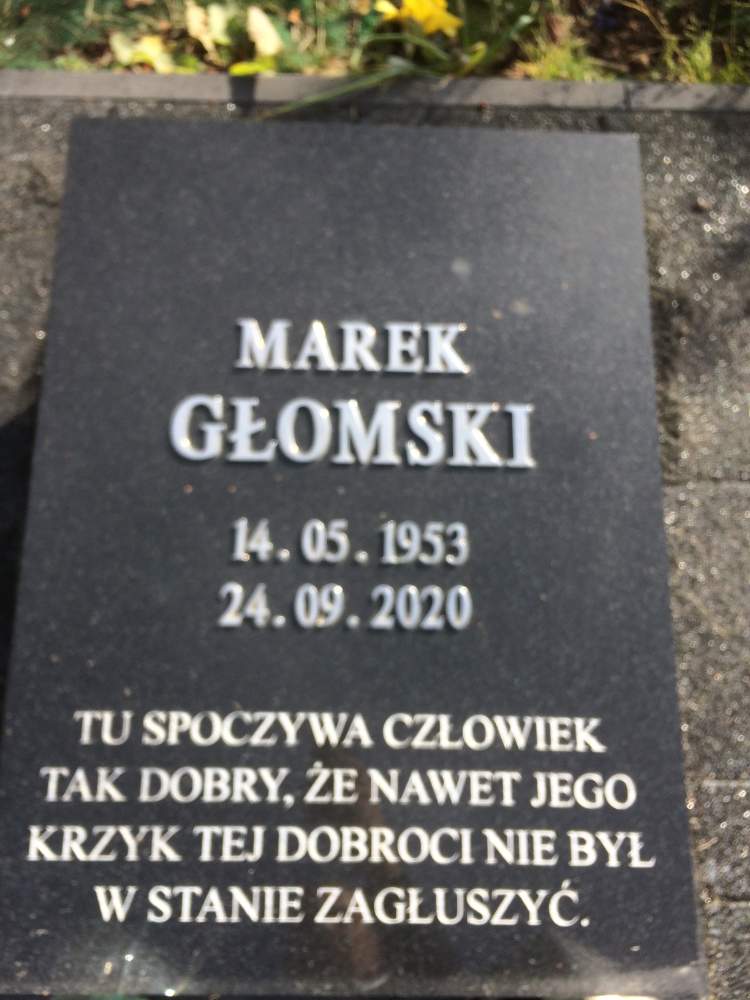 MAREK
GŁOMSKI
14.05.1953
24.09.2020
TU SPOCZYWA CZŁOWIEK
TAK DOBRY, ŻE NAWET JEGO
KRZYK TEJ DOBROCI NIE BYŁ
W STANIE ZAGŁUSZYĆ.